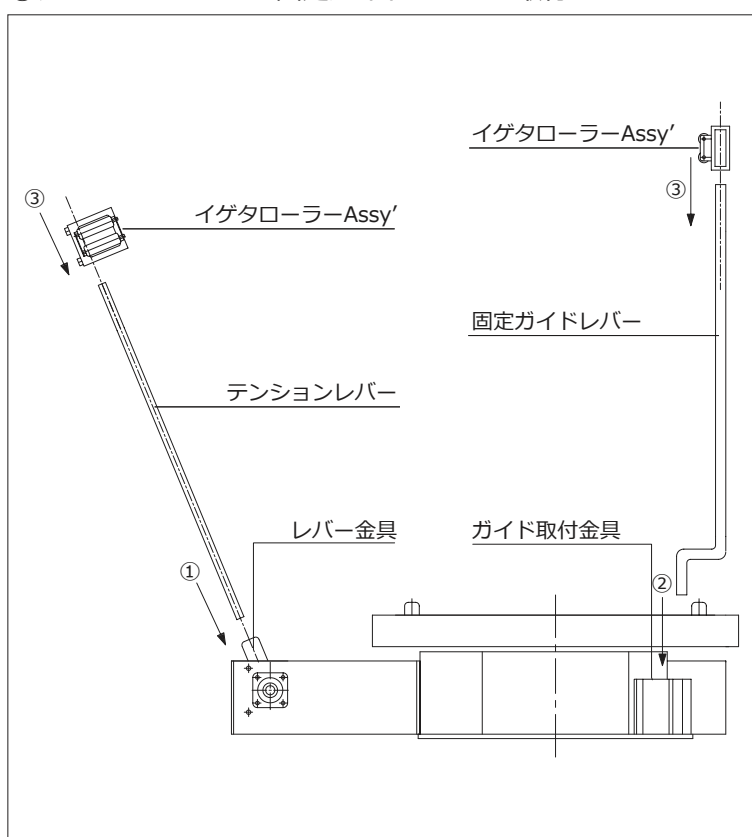 イゲタローラーAssy’
③
③
イゲタローラーAssy’
固定ガイドレバー
テンションレバー
レバー金具
ガイド取付金具
①
②